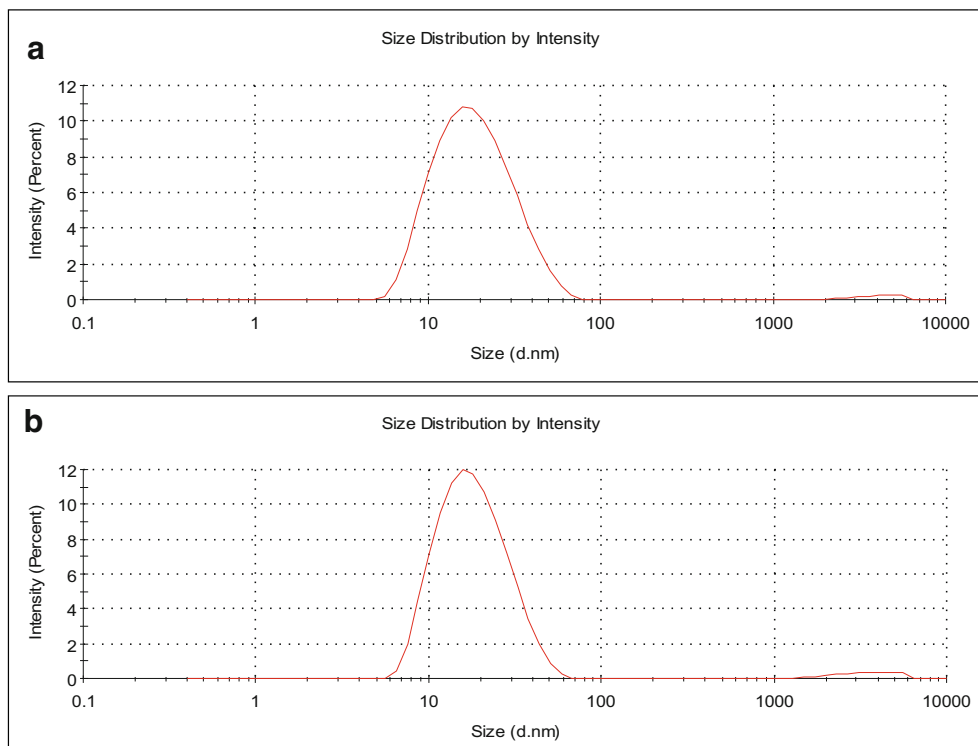 a
Size Distribution by Intensity
Intensity (Percent)
12
10
8
6
4
2
0
0.1 1 10 100 1000 10000
Size (d.nm)
b
Size Distribution by Intensity
Intensity (Percent)
12
10
8
6
4
2
0
0.1 1 10 100 1000 10000
Size (d.nm)